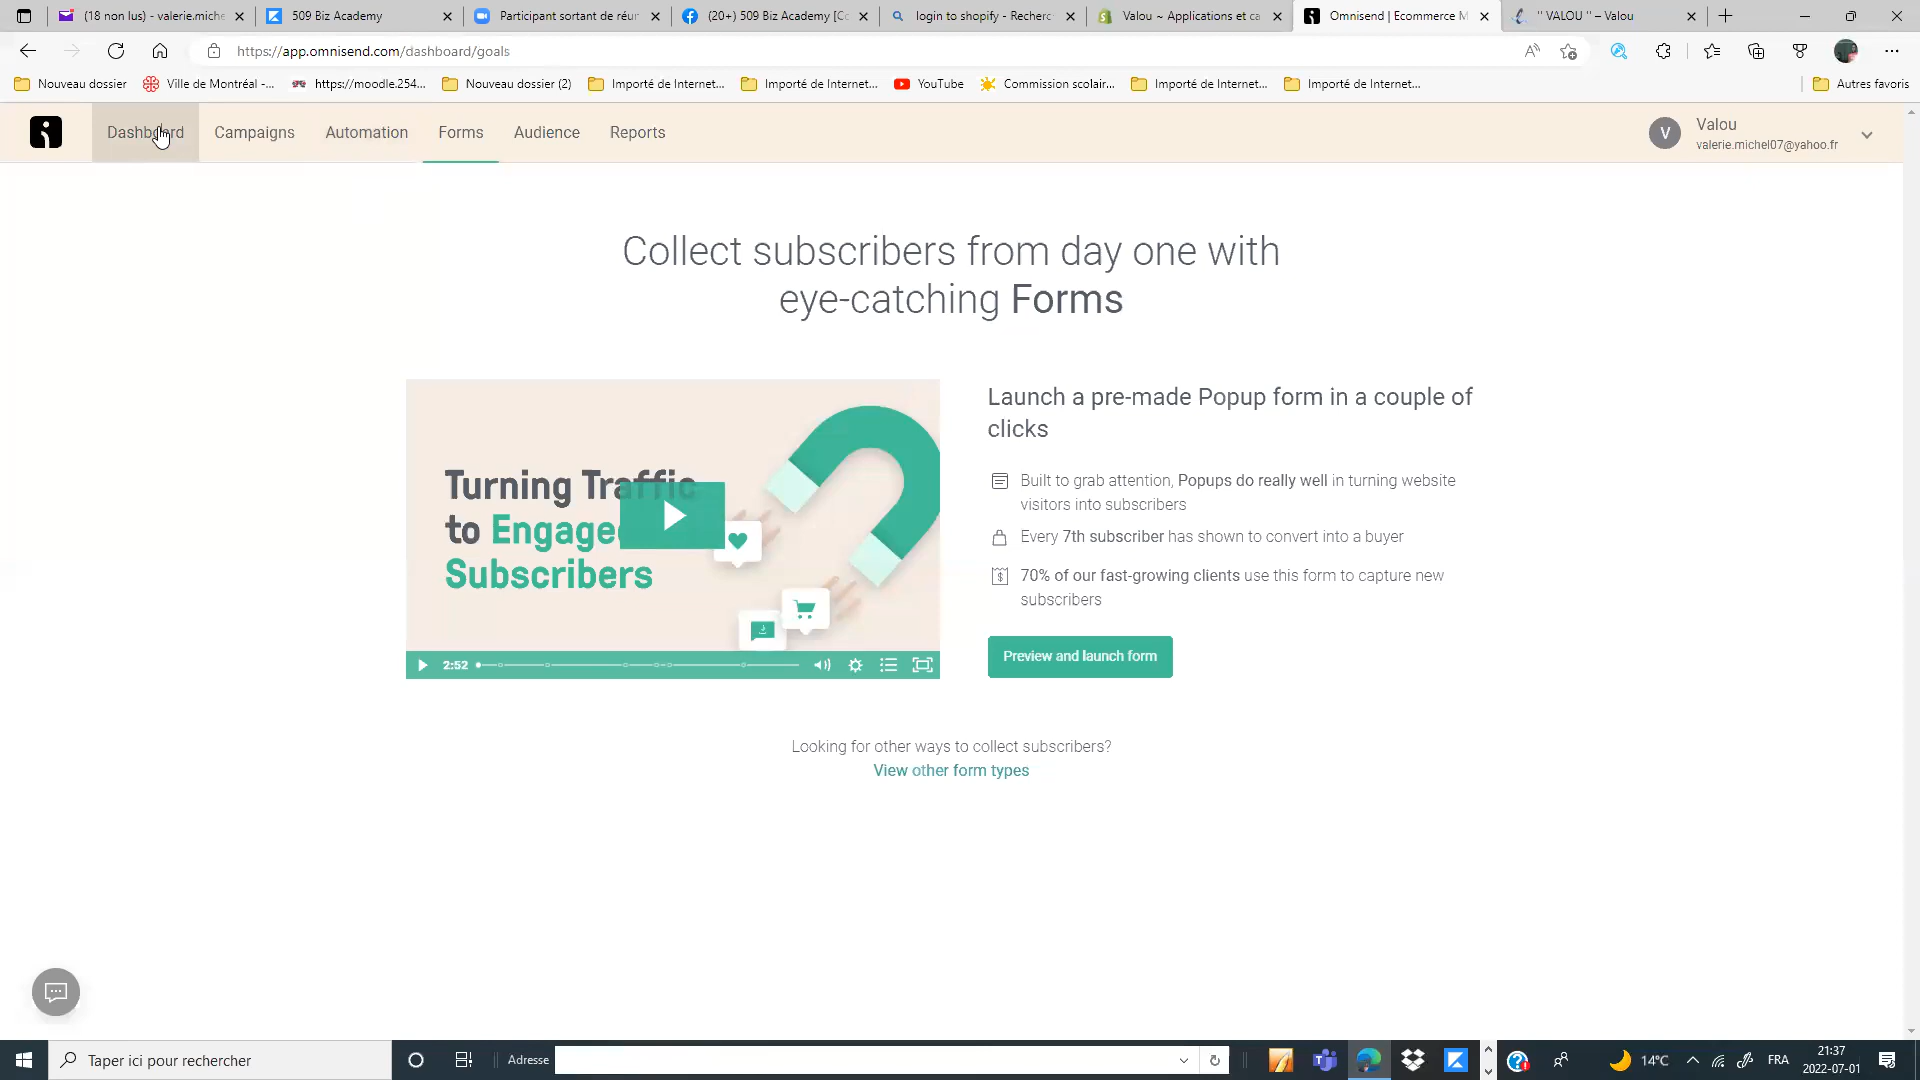 (18 non lus) - valerie.miche
509 Biz Academy
Participant sortant de réur
(20+) 509 Biz Academy [Cc
login to shopify - Recherc
Valou ~ Applications et ca
Omnisend | Ecommerce M
" VALOU " – Valou
https://app.omnisend.com/dashboard/goals
Nouveau dossier
Ville de Montréal -...
https://moodle.254...
Nouveau dossier (2)
Importé de Internet...
Importé de Internet...
YouTube
Commission scolair...
Importé de Internet...
Importé de Internet...
Autres favoris
Dashboard
Campaigns
Automation
Forms
Audience
Reports
V
Valou
valerie.michel07@yahoo.fr
Collect subscribers from day one with
eye-catching Forms
Turning Traffic
to Engage
Subscribers
2:52
Launch a pre-made Popup form in a couple of
clicks
Built to grab attention, Popups do really well in turning website
visitors into subscribers
Every 7th subscriber has shown to convert into a buyer
70% of our fast-growing clients use this form to capture new
subscribers
Preview and launch form
Looking for other ways to collect subscribers?
View other form types
Taper ici pour rechercher
Adresse
14°C
FRA
21:37
2022-07-01